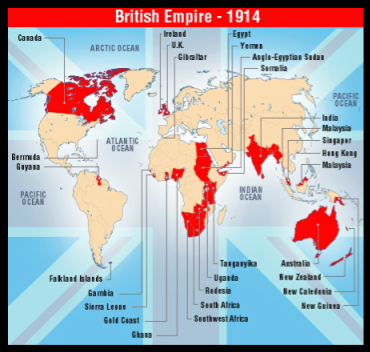 British Empire - 1914
Canada
ARCTIC OCEAN
Ireland
U.K.
Gibraltar
Egypt
Yemen
Anglo-Egyptian Sudan
Somalia
PACIFIC
OCEAN
ATLANTIC
OCEAN
India
Malaysia
Singapor
Hong Kong
Malaysia
Bermuda
Guyana
PACIFIC
OCEAN
INDIAN
OCEAN
Falkland Islands
Gambia
Sierra Leone
Gold Coast
Ghana
Tanganyika
Uganda
Rodesia
South Africa
Southwest Africa
Australia
New Zealand
New Caledonia
New Guinea